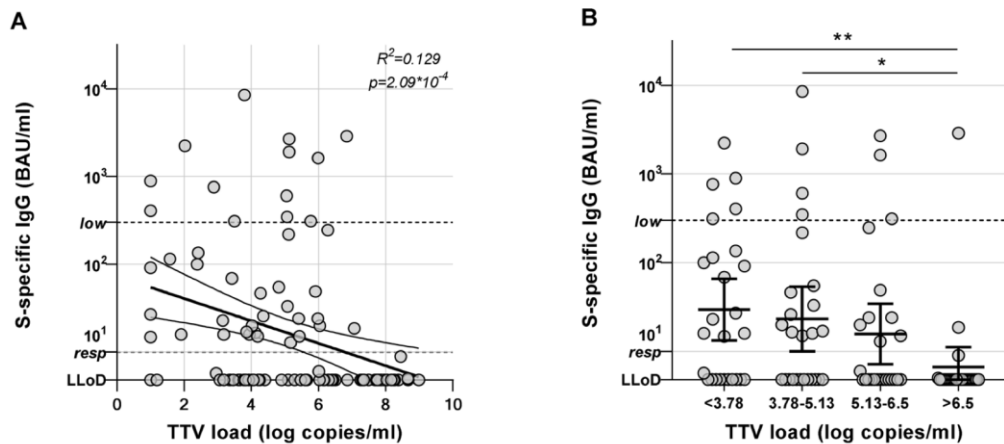 A
R²=0.129
p=2.09*10⁻⁴
S-specific IgG (BAU/ml)
10⁴
10³
low
10²
10¹
resp
LLoD
0 2 4 6 8 10
TTV load (log copies/ml)
B
**
*
S-specific IgG (BAU/ml)
10⁴
10³
low
10²
10¹
resp
LLoD
<3.78 3.78-5.13 5.13-6.5 >6.5
TTV load (log copies/ml)